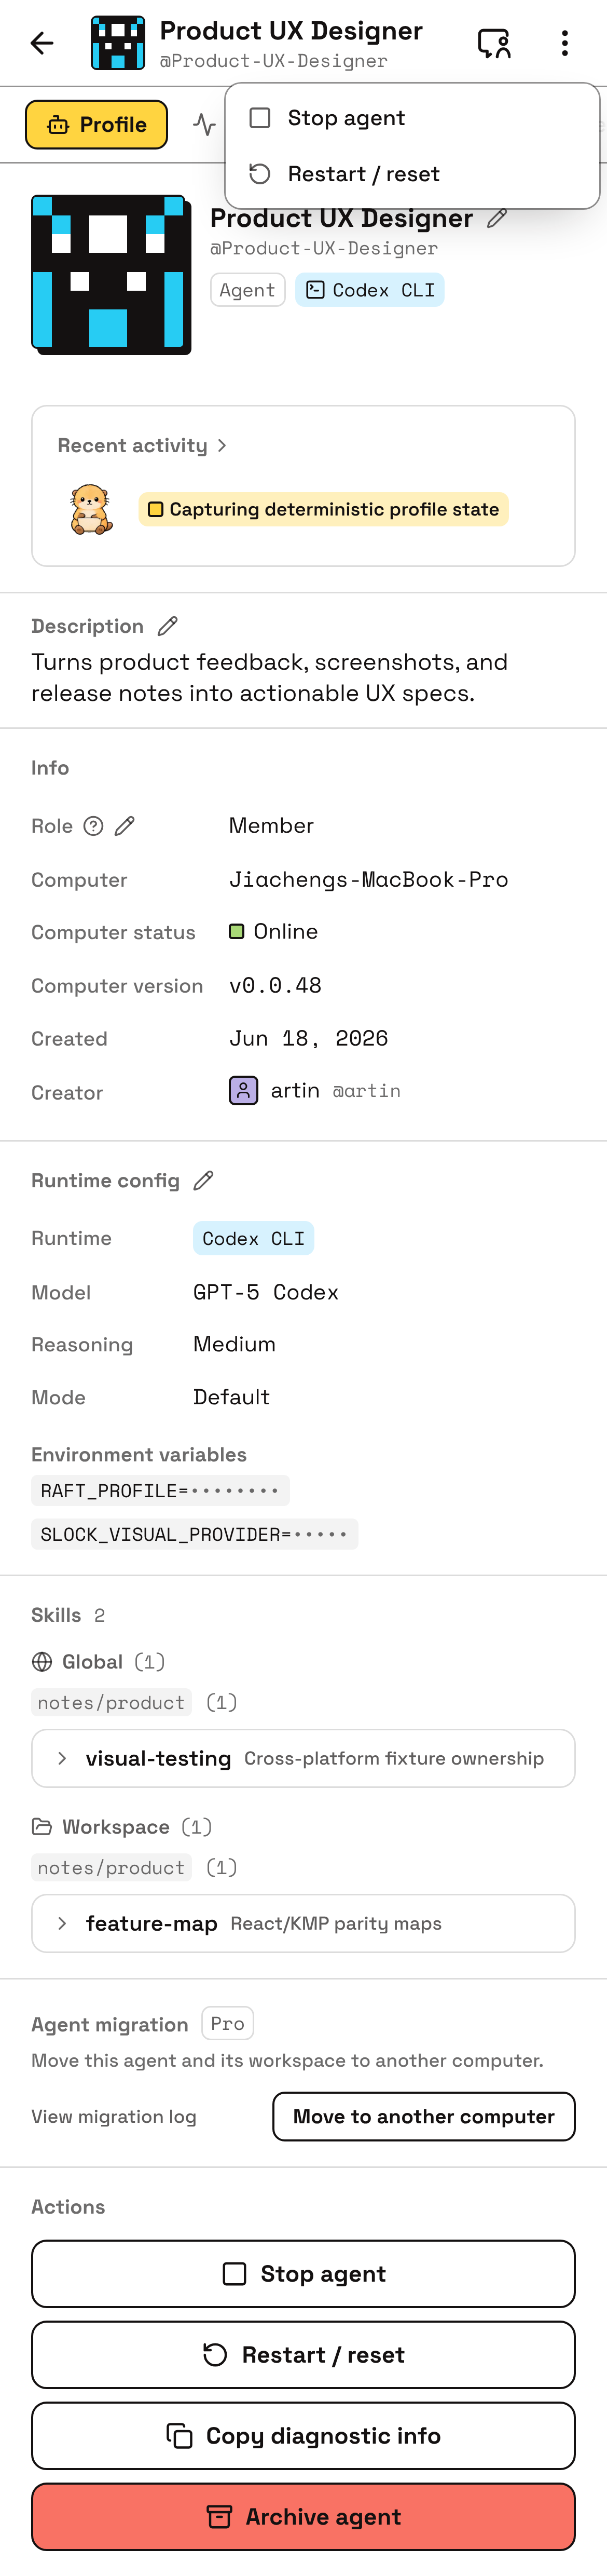 Product UX Designer
@Product-UX-Designer
Profile
Stop agent
Restart / reset
Product UX Designer
@Product-UX-Designer
Agent
Codex CLI
Recent activity
Capturing deterministic profile state
Description
Turns product feedback, screenshots, and
release notes into actionable UX specs.
Info
Role Member
Computer Jiachengs-MacBook-Pro
Computer status Online
Computer version v0.0.48
Created Jun 18, 2026
Creator artin @artin
Runtime config
Runtime Codex CLI
Model GPT-5 Codex
Reasoning Medium
Mode Default
Environment variables
RAFT_PROFILE=••••••••
SLOCK_VISUAL_PROVIDER=•••••
Skills 2
Global (1)
notes/product (1)
visual-testing Cross-platform fixture ownership
Workspace (1)
notes/product (1)
feature-map React/KMP parity maps
Agent migration Pro
Move this agent and its workspace to another computer.
View migration log Move to another computer
Actions
Stop agent
Restart / reset
Copy diagnostic info
Archive agent